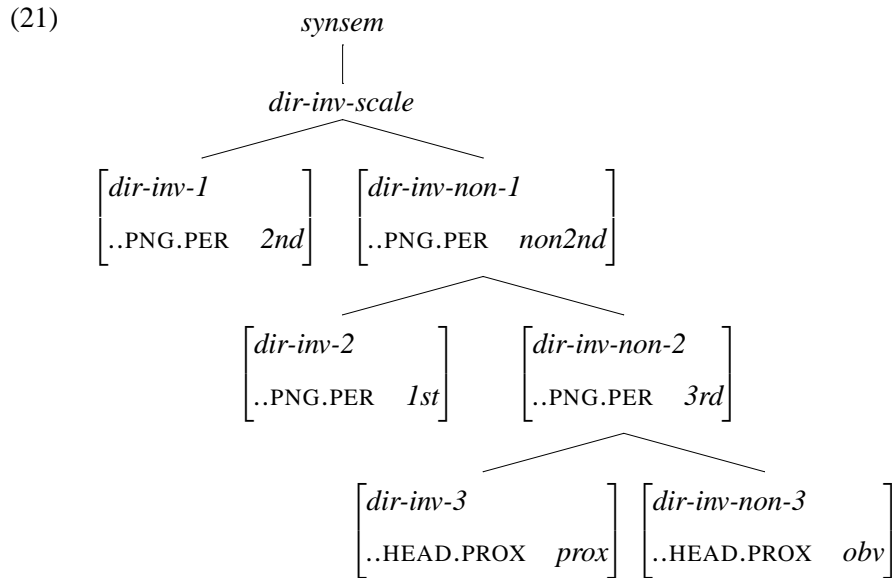 (21)
synsem
dir-inv-scale
dir-inv-1 dir-inv-non-1
..PNG.PER 2nd ..PNG.PER non2nd
dir-inv-2 dir-inv-non-2
..PNG.PER 1st ..PNG.PER 3rd
dir-inv-3 dir-inv-non-3
..HEAD.PROX prox ..HEAD.PROX obv